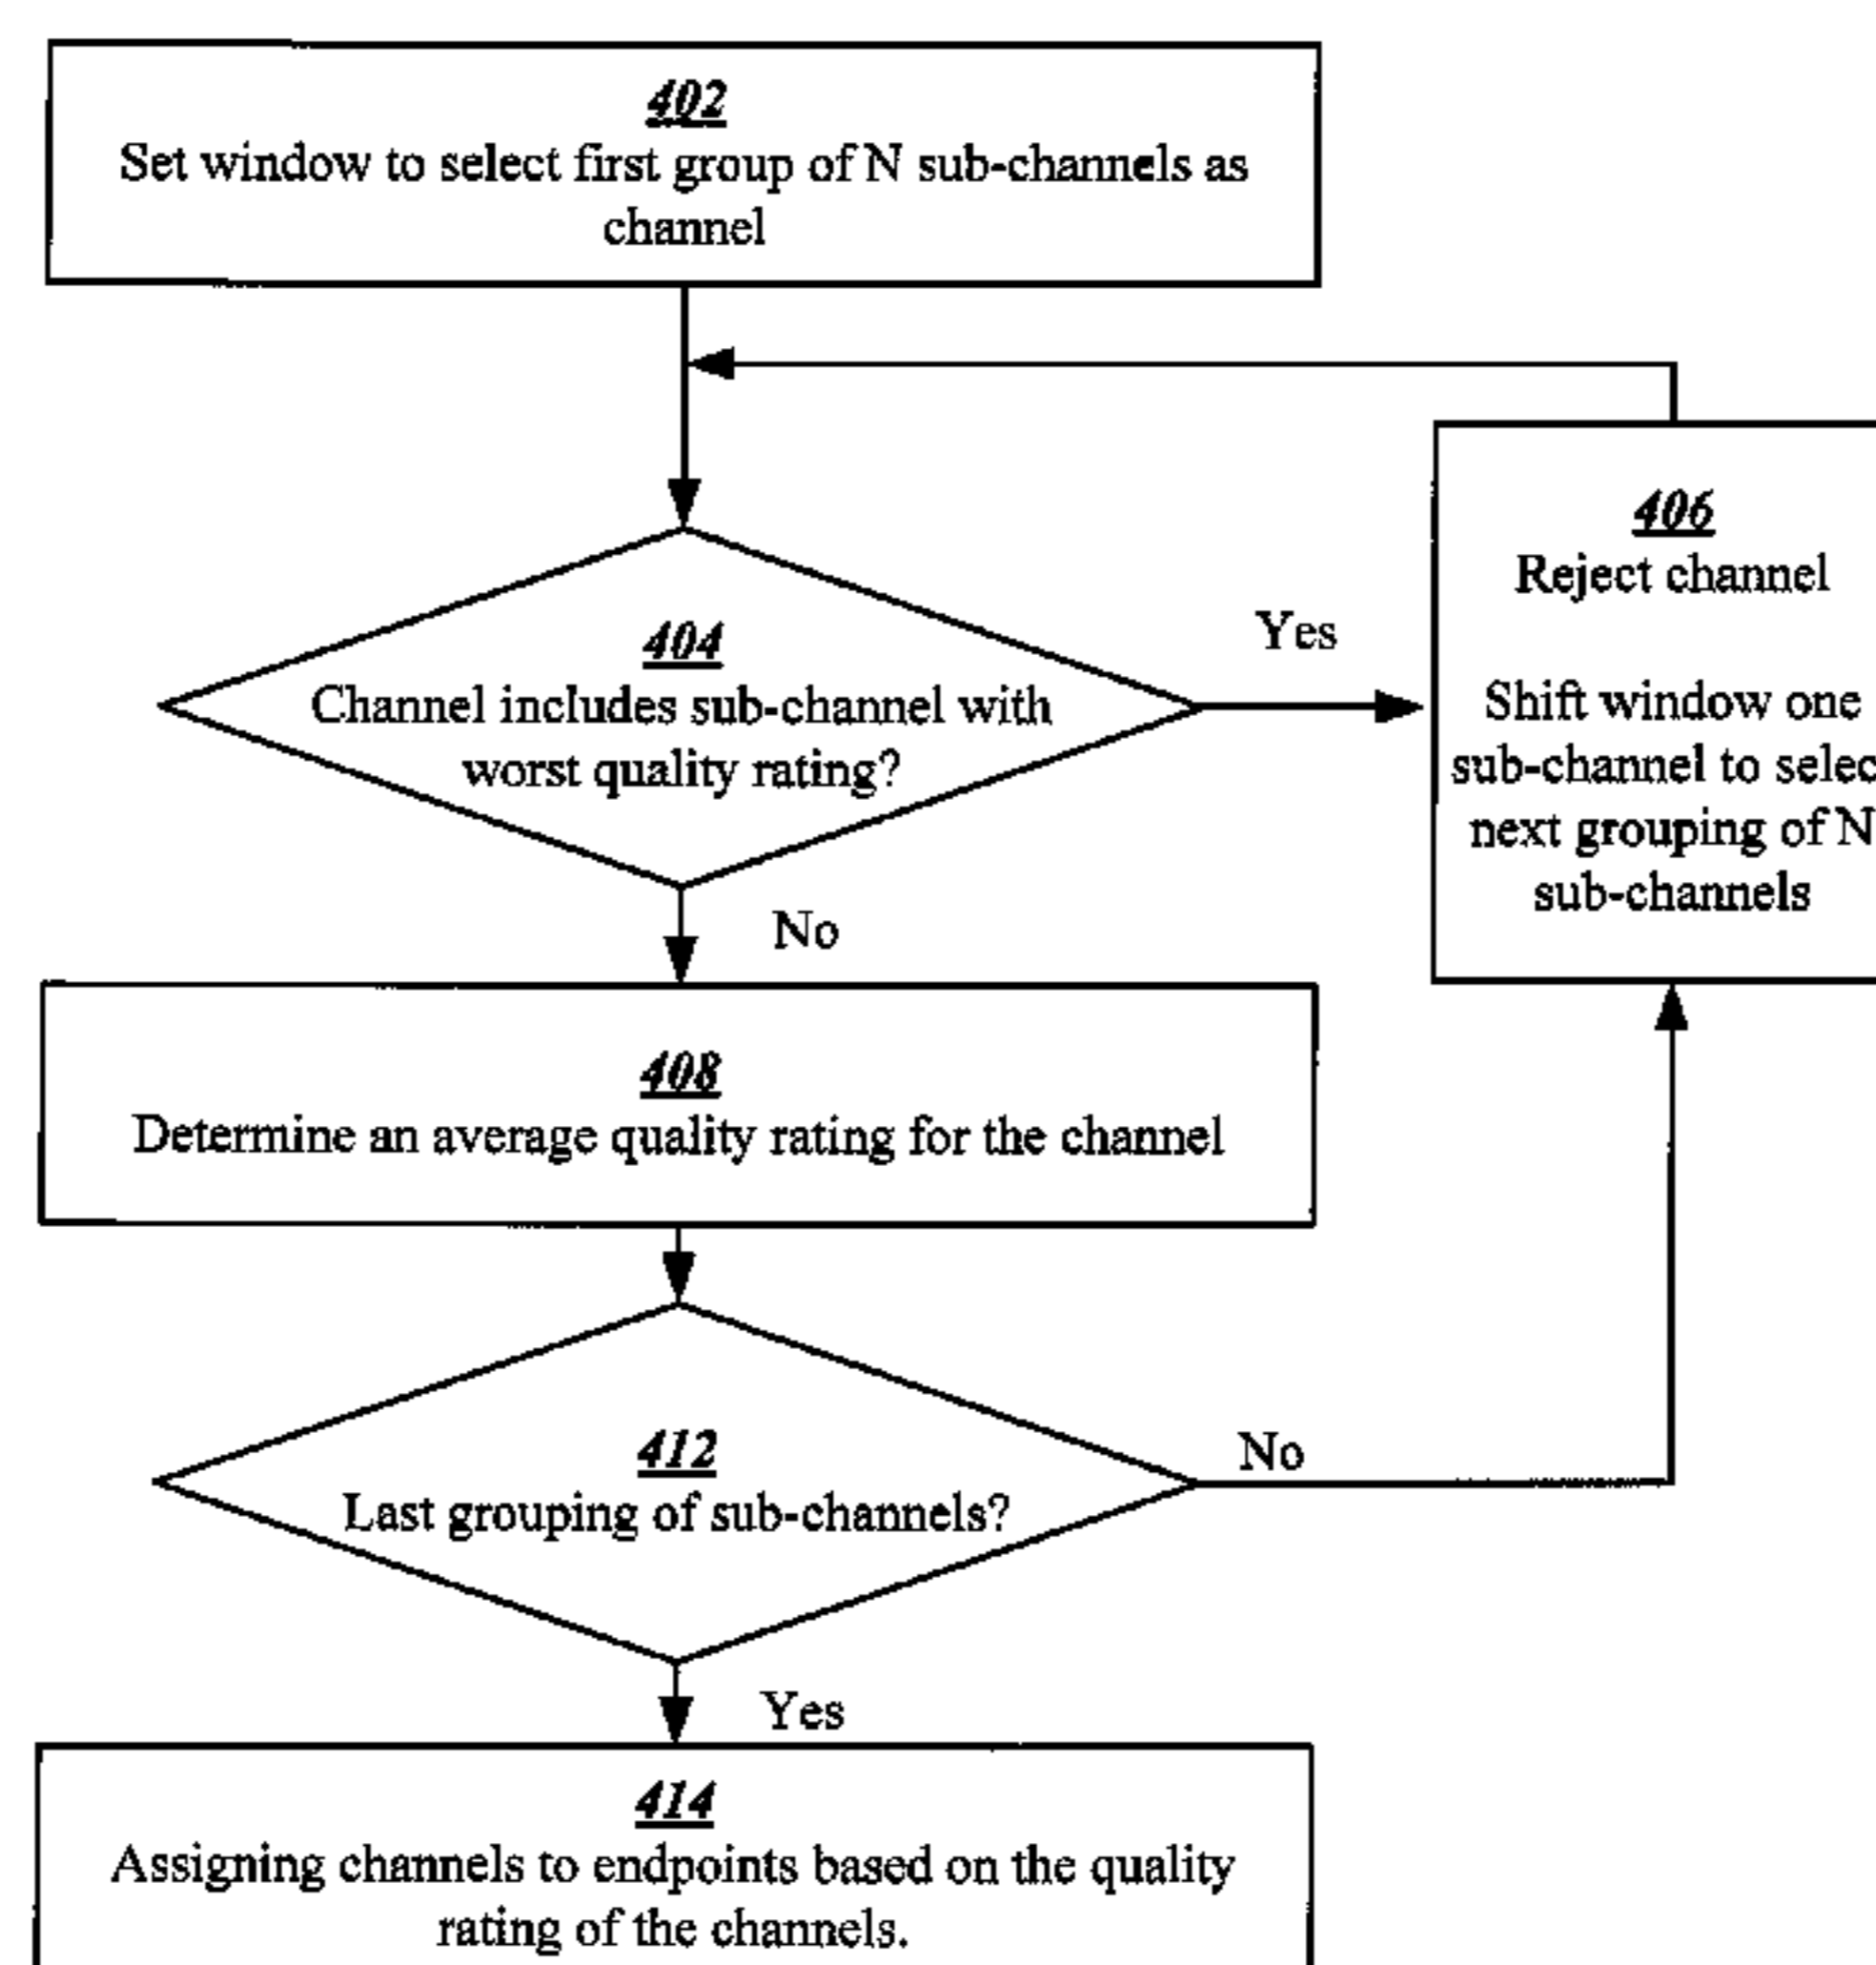 402
Set window to select first group of N sub-channels as
channel
404
Channel includes sub-channel with
worst quality rating?
Yes
406
Reject channel
Shift window one
sub-channel to selec
next grouping of N
sub-channels
No
408
Determine an average quality rating for the channel
412
Last grouping of sub-channels?
No
Yes
414
Assigning channels to endpoints based on the quality
rating of the channels.